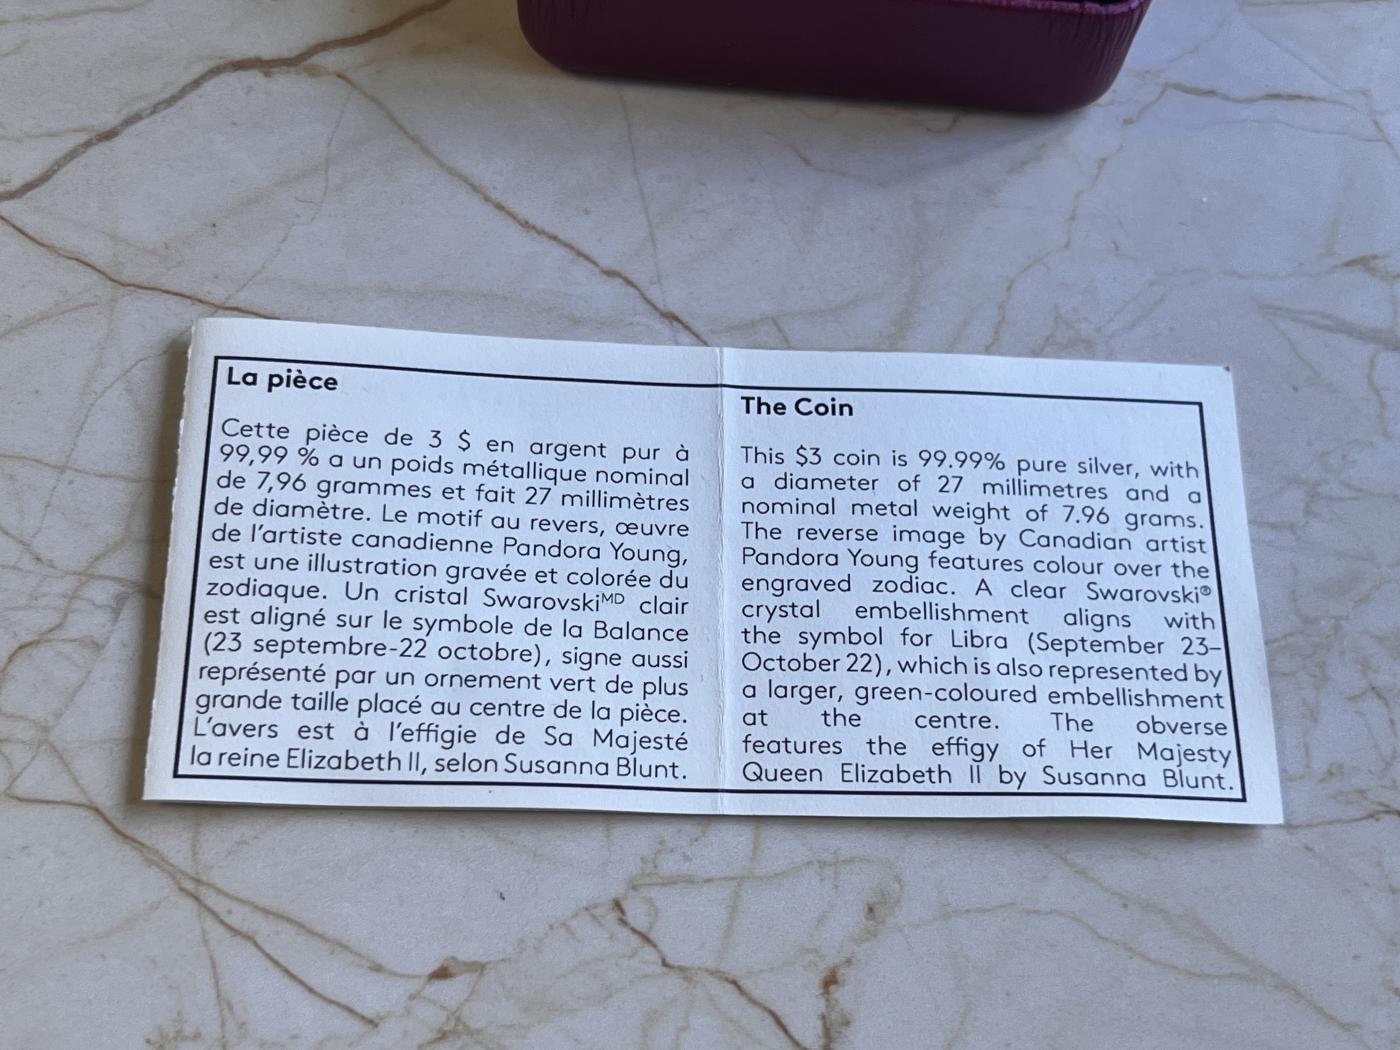 La pièce
Cette pièce de 3 $ en argent pur à
99,99 % a un poids métallique nominal
de 7,96 grammes et fait 27 millimètres
de diamètre. Le motif au revers, œuvre
de l'artiste canadienne Pandora Young,
est une illustration gravée et colorée du
zodiaque. Un cristal Swarovskiᴹᴰ clair
est aligné sur le symbole de la Balance
(23 septembre-22 octobre), signe aussi
représenté par un ornement vert de plus
grande taille placé au centre de la pièce.
L'avers est à l'effigie de Sa Majesté
la reine Elizabeth II, selon Susanna Blunt.
The Coin
This $3 coin is 99.99% pure silver, with
a diameter of 27 millimetres and a
nominal metal weight of 7.96 grams.
The reverse image by Canadian artist
Pandora Young features colour over the
engraved zodiac. A clear Swarovski®
crystal embellishment aligns with
the symbol for Libra (September 23–
October 22), which is also represented by
a larger, green-coloured embellishment
at the centre. The obverse
features the effigy of Her Majesty
Queen Elizabeth II by Susanna Blunt.